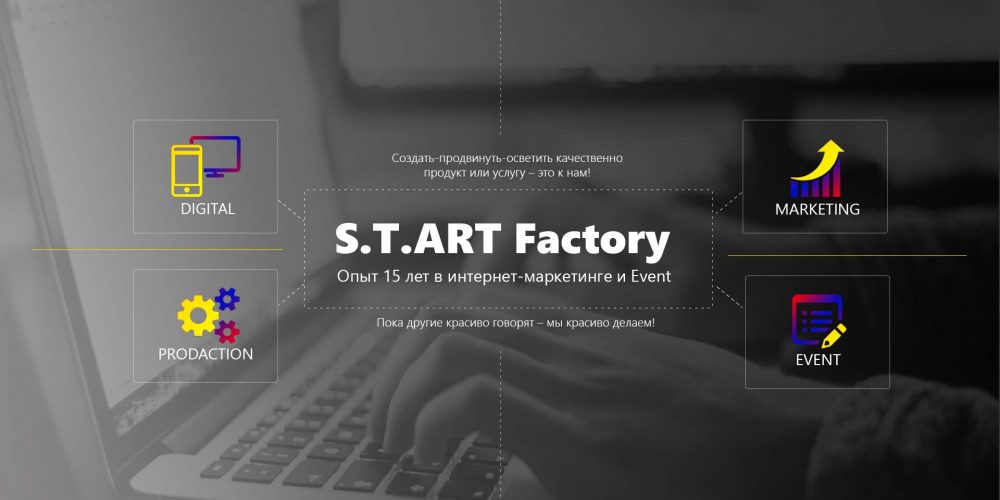 DIGITAL
PRODACTION
Создать-продвинуть-осветить качественно
продукт или услугу – это к нам!
S.T.ART Factory
Опыт 15 лет в интернет-маркетинге и Event
Пока другие красиво говорят – мы красиво делаем!
MARKETING
EVENT